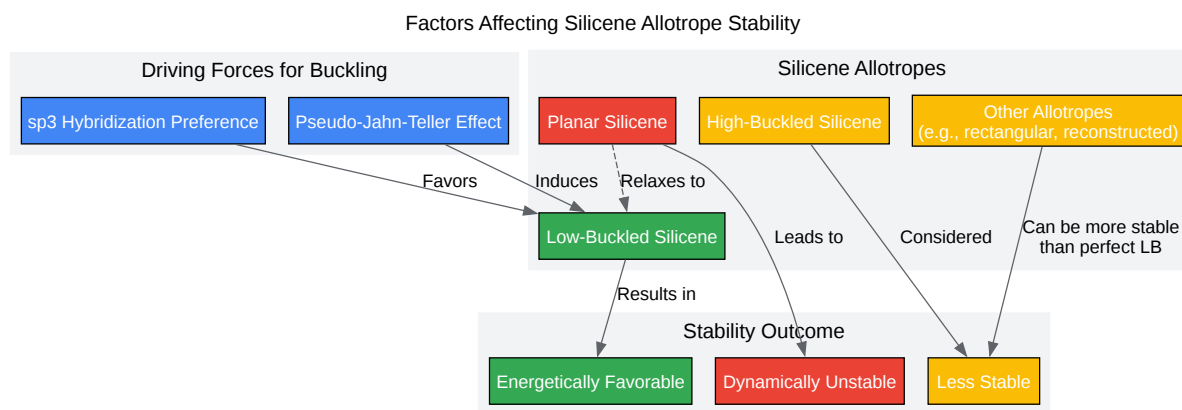 Factors Affecting Silicene Allotrope Stability
Driving Forces for Buckling
Silicene Allotropes
sp3 Hybridization Preference
Pseudo-Jahn-Teller Effect
Planar Silicene
High-Buckled Silicene
Other Allotropes
(e.g., rectangular, reconstructed)
Favors
Induces
Relaxes to
Low-Buckled Silicene
Leads to
Considered
Can be more stable
than perfect LB
Results in
Stability Outcome
Energetically Favorable
Dynamically Unstable
Less Stable